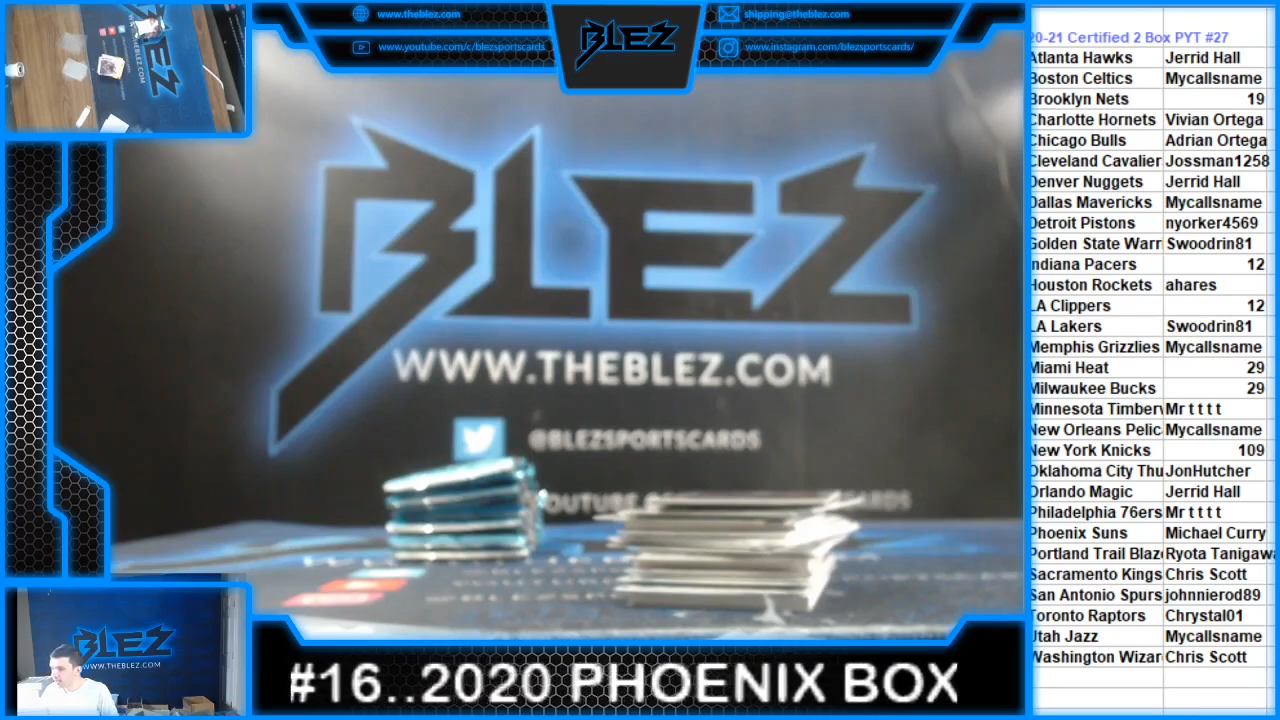 www.theblez.com
shipping@theblez.com
www.youtube.com/c/blezsportscards
BLEZ
www.instagram.com/blezsportscards/
BLEZ
WWW.THEBLEZ.COM
@BLEZSPORTSCARDS
BLEZ
WWW.THEBLEZ.COM
#16..2020 PHOENIX BOX
20-21 Certified 2 Box PYT #27
Atlanta Hawks Jerrid Hall
Boston Celtics Mycallsname
Brooklyn Nets 19
Charlotte Hornets Vivian Ortega
Chicago Bulls Adrian Ortega
Cleveland Cavalier Jossman1258
Denver Nuggets Jerrid Hall
Dallas Mavericks Mycallsname
Detroit Pistons nyorker4569
Golden State Warr Swoodrin81
Indiana Pacers 12
Houston Rockets ahares
LA Clippers 12
LA Lakers Swoodrin81
Memphis Grizzlies Mycallsname
Miami Heat 29
Milwaukee Bucks 29
Minnesota Timberv Mr t t t t
New Orleans Pelic Mycallsname
New York Knicks 109
Oklahoma City Thu JonHutcher
Orlando Magic Jerrid Hall
Philadelphia 76ers Mr t t t t
Phoenix Suns Michael Curry
Portland Trail Blaze Ryota Tanigawa
Sacramento Kings Chris Scott
San Antonio Spurs johnnierod89
Toronto Raptors Chrystal01
Utah Jazz Mycallsname
Washington Wizar Chris Scott